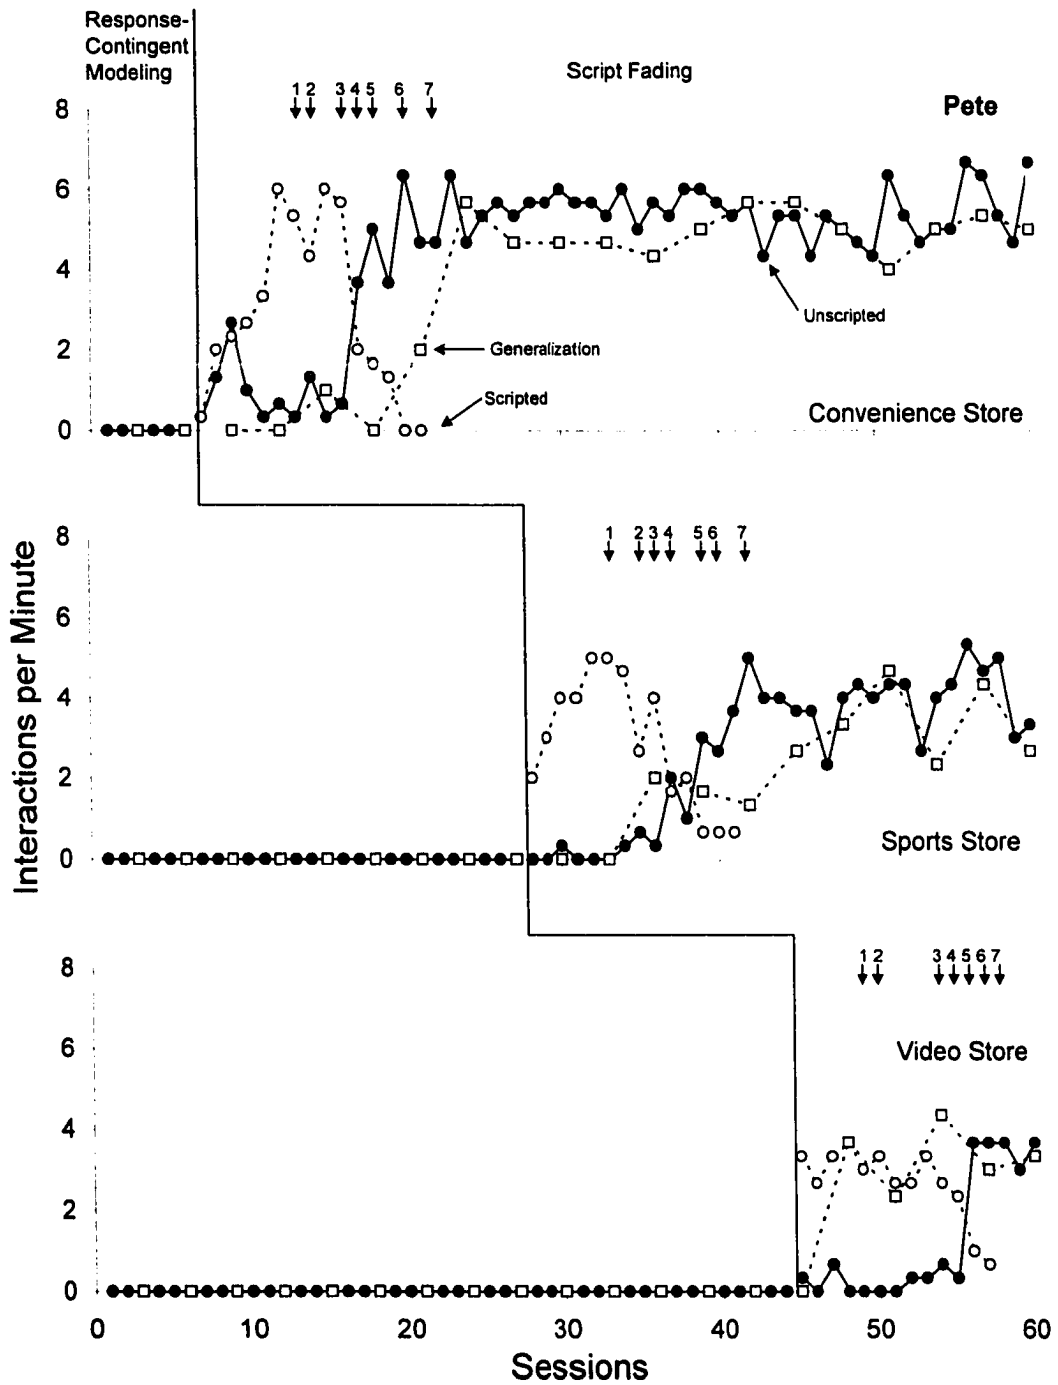 Response-
Contingent
Modeling
Script Fading
1 2 3 4 5 6 7
Pete
8
6
4
2
0
Unscripted
Generalization
Scripted
Convenience Store
Interactions per Minute
8
6
4
2
0
1 2 3 4 5 6 7
Sports Store
8
6
4
2
0
1 2 3 4 5 6 7
Video Store
0 10 20 30 40 50 60
Sessions